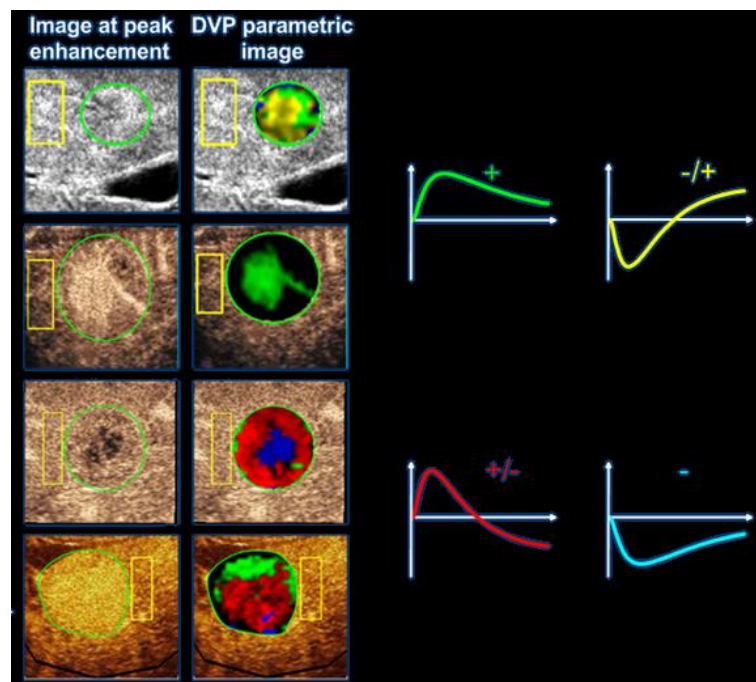 Image at peak
enhancement
DVP parametric
image
+
-/+
+/-
-